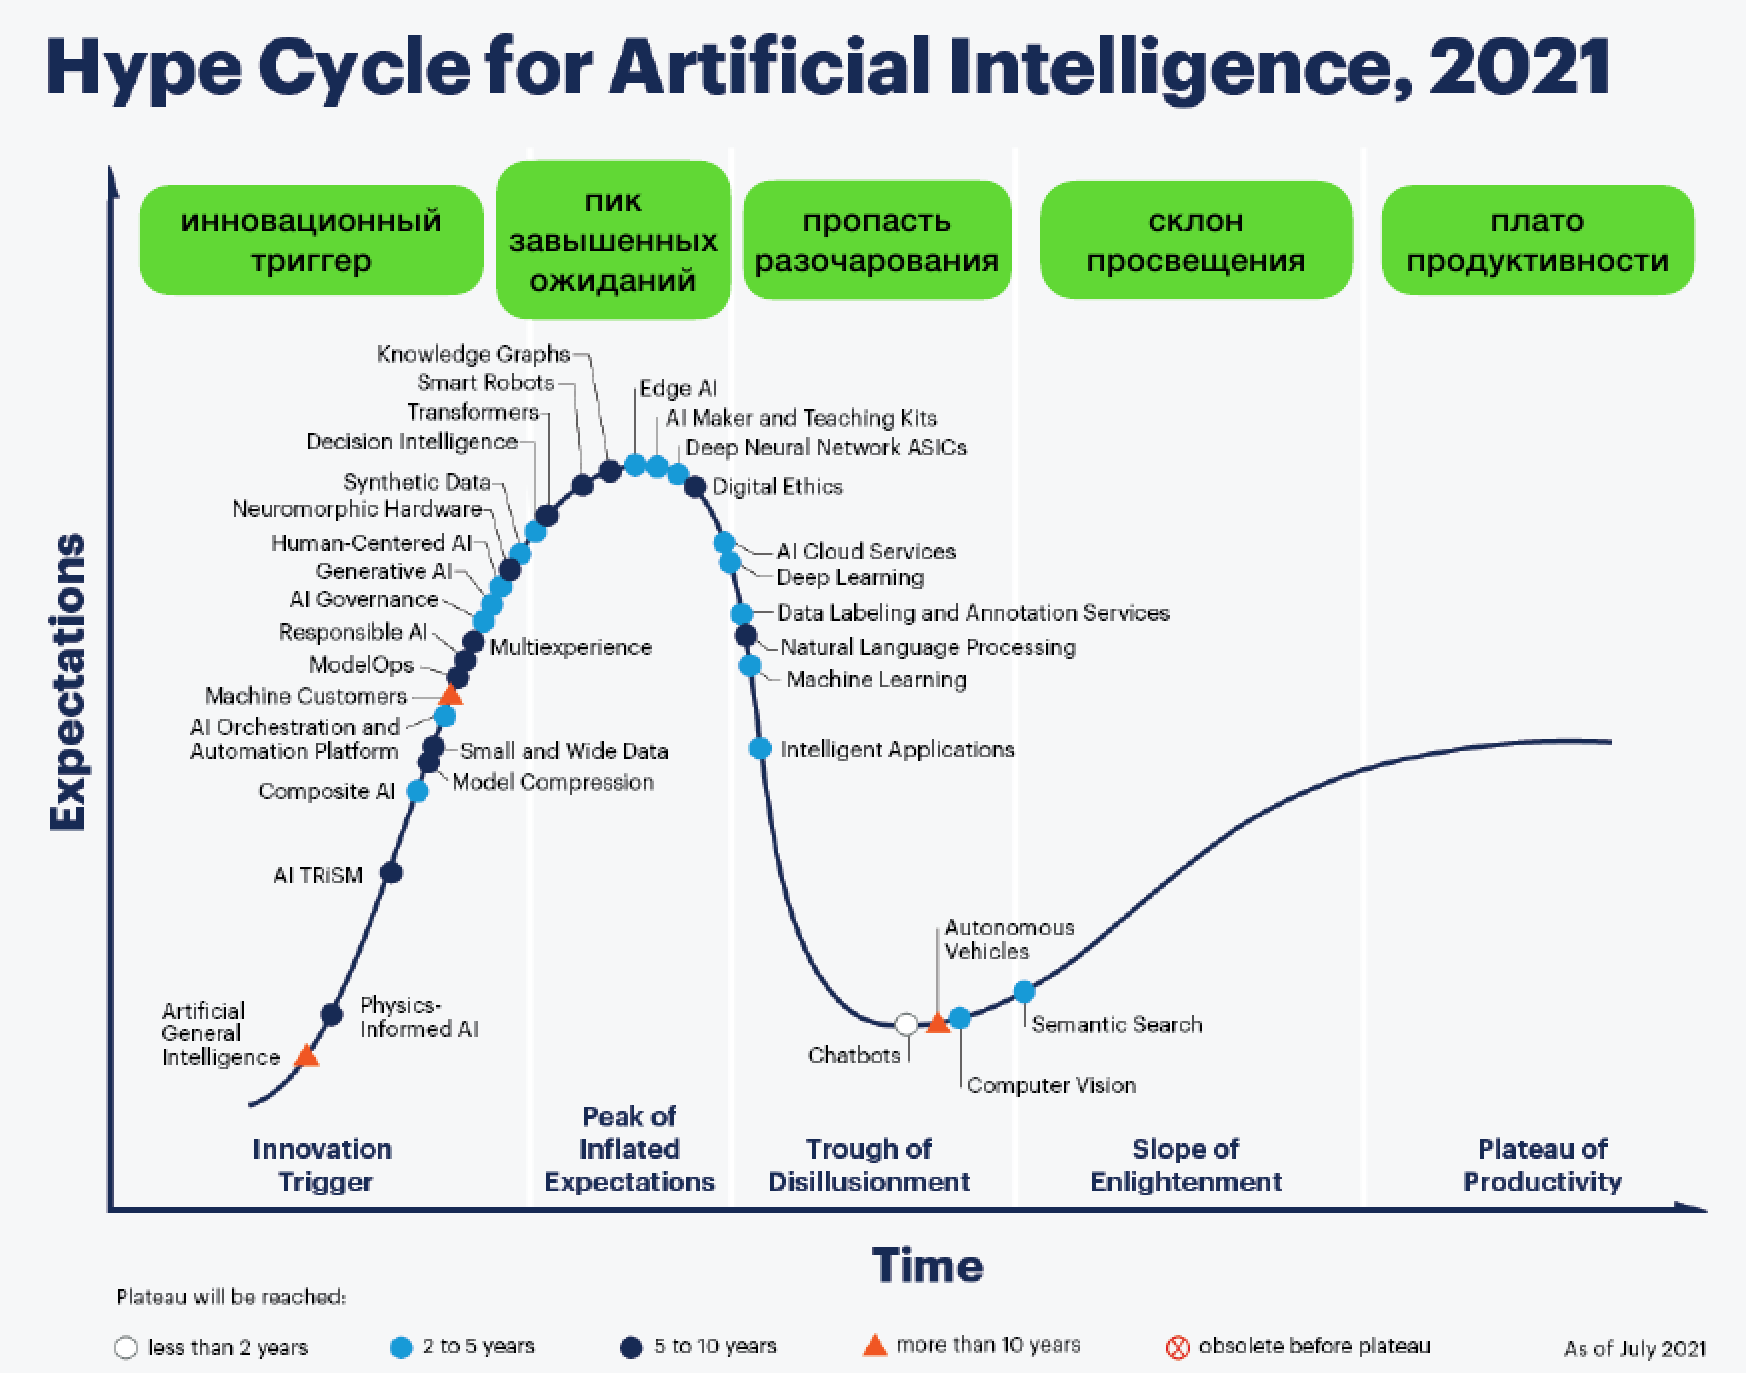 Hype Cycle for Artificial Intelligence, 2021
инновационный
триггер
пик
завышенных
ожиданий
пропасть
разочарования
склон
просвещения
плато
продуктивности
Expectations
Knowledge Graphs
Smart Robots
Transformers
Decision Intelligence
Synthetic Data
Neuromorphic Hardware
Human-Centered AI
Generative AI
AI Governance
Responsible AI
Multiexperience
ModelOps
Machine Customers
AI Orchestration and
Automation Platform
Small and Wide Data
Model Compression
Composite AI
AI TRiSM
Physics-
Informed AI
Artificial
General
Intelligence
Edge AI
AI Maker and Teaching Kits
Deep Neural Network ASICs
Digital Ethics
AI Cloud Services
Deep Learning
Data Labeling and Annotation Services
Natural Language Processing
Machine Learning
Intelligent Applications
Autonomous
Vehicles
Chatbots
Semantic Search
Computer Vision
Innovation
Trigger
Peak of
Inflated
Expectations
Trough of
Disillusionment
Slope of
Enlightenment
Plateau of
Productivity
Time
Plateau will be reached:
less than 2 years
2 to 5 years
5 to 10 years
more than 10 years
obsolete before plateau
As of July 2021